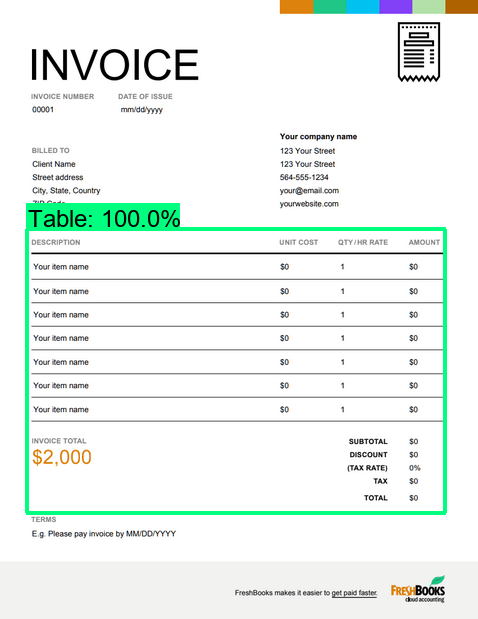 INVOICE
INVOICE NUMBER DATE OF ISSUE
00001 mm/dd/yyyy
Your company name
BILLED TO 123 Your Street
Client Name 123 Your Street
Street address 564-555-1234
City, State, Country your@email.com
ZIP Code yourwebsite.com
Table: 100.0%
DESCRIPTION UNIT COST QTY/HR RATE AMOUNT
Your item name $0 1 $0
Your item name $0 1 $0
Your item name $0 1 $0
Your item name $0 1 $0
Your item name $0 1 $0
Your item name $0 1 $0
Your item name $0 1 $0
INVOICE TOTAL SUBTOTAL $0
$2,000 DISCOUNT $0
(TAX RATE) 0%
TAX $0
TOTAL $0
TERMS
E.g. Please pay invoice by MM/DD/YYYY
FreshBooks makes it easier to get paid faster. FRESHBOOKS
cloud accounting